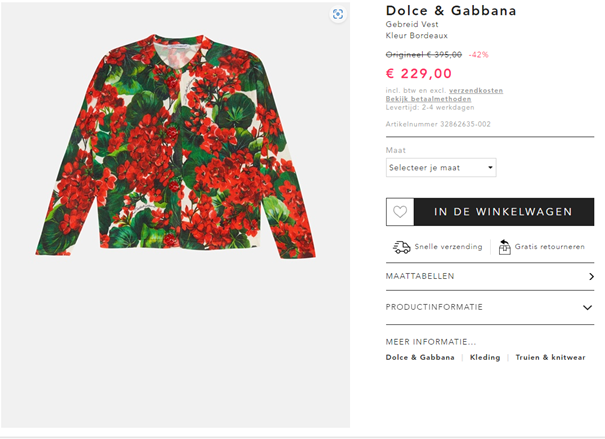 Dolce & Gabbana
Gebreid Vest
Kleur Bordeaux
Origineel € 395,00 -42%
€ 229,00
incl. btw en excl. verzendkosten
Bekijk betaalmethoden
Levertijd: 2-4 werkdagen
Artikelnummer 32862635-002
Maat
Selecteer je maat
IN DE WINKELWAGEN
Snelle verzending
Gratis retourneren
MAATTABELLEN
PRODUCTINFORMATIE
MEER INFORMATIE...
Dolce & Gabbana | Kleding | Truien & knitwear